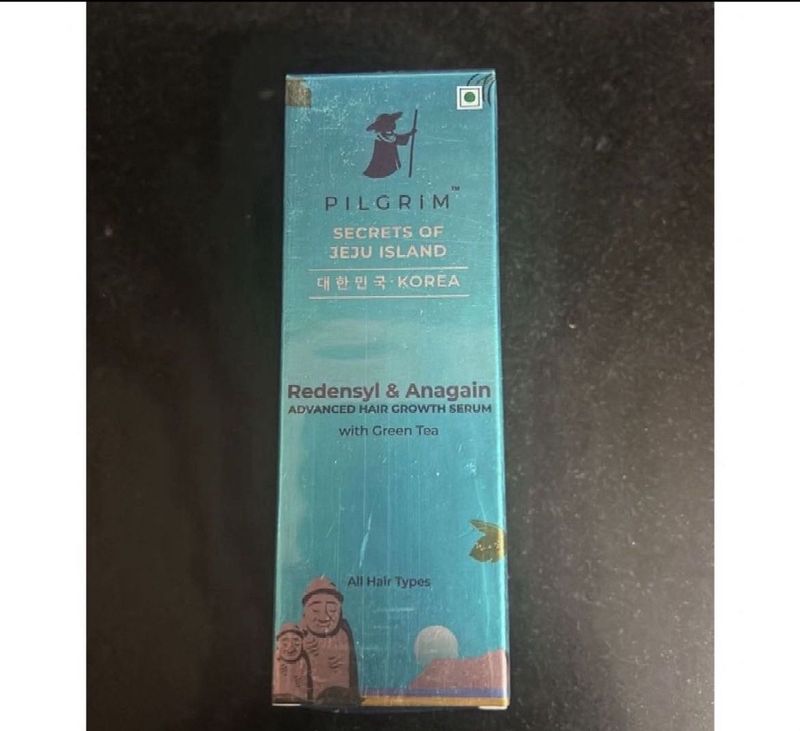 PILGRIM™
SECRETS OF
JEJU ISLAND
대한민국·KOREA
Redensyl & Anagain
ADVANCED HAIR GROWTH SERUM
with Green Tea
All Hair Types